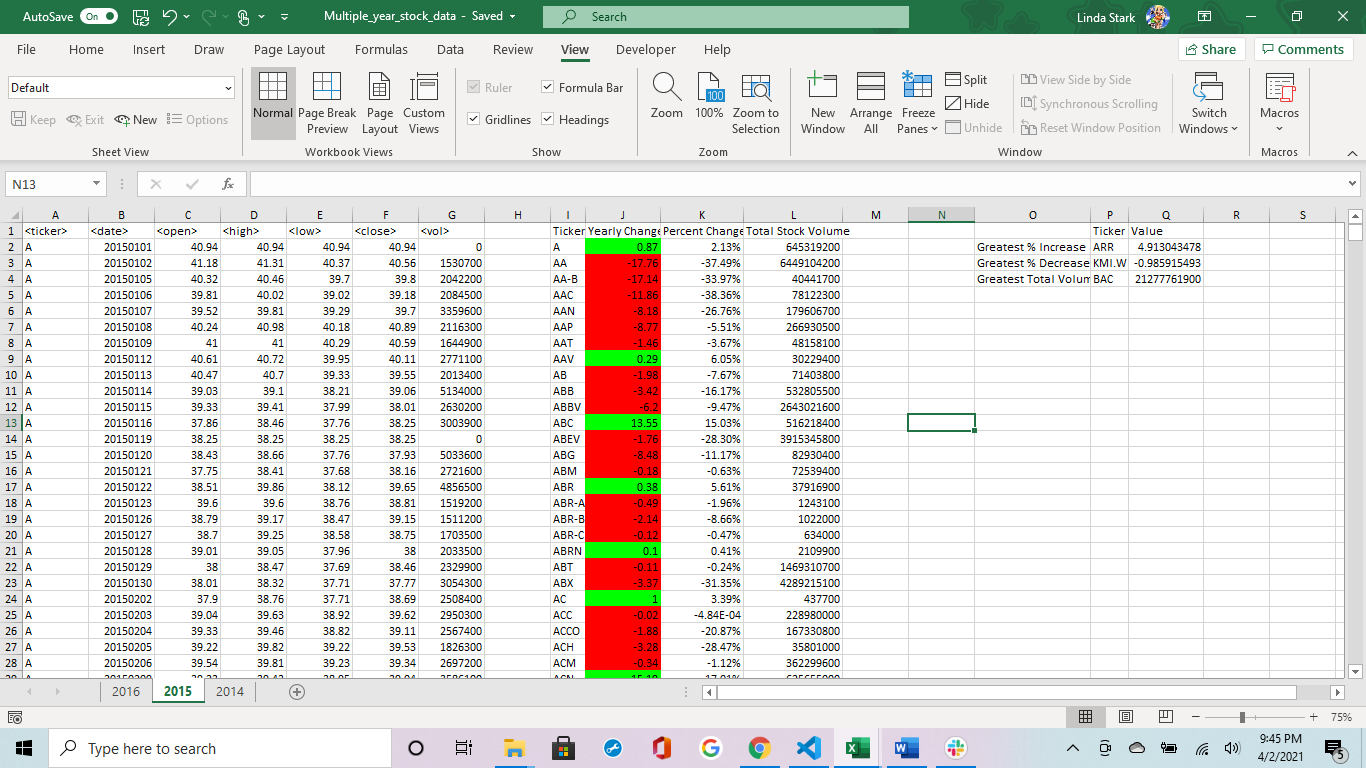 AutoSave On Multiple_year_stock_data - Saved Search Linda Stark
File Home Insert Draw Page Layout Formulas Data Review View Developer Help Share Comments
Default
Keep Exit New Options
Normal Page Break Preview Page Layout Custom Views
Ruler Formula Bar
Gridlines Headings
Zoom 100 100% Zoom to Selection
New Window Arrange All Freeze Panes
Split Hide Unhide
View Side by Side
Synchronous Scrolling
Reset Window Position
Switch Windows Macros
Sheet View Workbook Views Show Zoom Window Macros
N13 fx
A B C D E F G H I J K L M N O P Q R S
1 <ticker> <date> <open> <high> <low> <close> <vol> Ticker Yearly Change Percent Change Total Stock Volume Ticker Value
2 A 20150101 40.94 40.94 40.94 40.94 0 A 0.87 2.13% 645319200 Greatest % Increase ARR 4.913043478
3 A 20150102 41.18 41.31 40.37 40.56 1530700 AA -17.76 -37.49% 6449104200 Greatest % Decrease KMI.W -0.985915493
4 A 20150105 40.32 40.46 39.7 39.8 2042200 AA-B -17.14 -33.97% 40441700 Greatest Total Volum BAC 21277761900
5 A 20150106 39.81 40.02 39.02 39.18 2084500 AAC -11.86 -38.36% 78122300
6 A 20150107 39.52 39.81 39.29 39.7 3359600 AAN -8.18 -26.76% 179606700
7 A 20150108 40.24 40.98 40.18 40.89 2116300 AAP -8.77 -5.51% 266930500
8 A 20150109 41 41 40.29 40.59 1644900 AAT -1.46 -3.67% 48158100
9 A 20150112 40.61 40.72 39.95 40.11 2771700 AAV 0.29 6.05% 30229400
10 A 20150113 40.47 40.7 39.33 39.55 2013400 AB -1.98 -7.67% 71403800
11 A 20150114 39.03 39.1 38.21 39.06 5134000 ABB -3.42 -16.17% 532805500
12 A 20150115 39.33 39.41 37.99 38.01 2630200 ABBV -6.2 -9.47% 2643021600
13 A 20150116 37.86 38.46 37.76 38.25 3003900 ABC 13.55 15.03% 516218400
14 A 20150119 38.25 38.25 38.25 38.25 0 ABEV -1.76 -28.30% 3915345800
15 A 20150120 38.43 38.66 37.76 37.93 5033600 ABG -8.48 -11.17% 82930400
16 A 20150121 37.75 38.41 37.68 38.16 2721600 ABM -0.18 -0.63% 72539400
17 A 20150122 38.51 39.86 38.12 39.65 4856500 ABR 0.38 5.61% 37916900
18 A 20150123 39.6 39.6 38.76 38.81 1519200 ABR-A -0.49 -1.96% 1243100
19 A 20150126 38.79 39.17 38.47 39.15 1511200 ABR-B -2.14 -8.66% 1022000
20 A 20150127 38.7 39.25 38.58 38.75 1703500 ABR-C -0.12 -0.47% 634000
21 A 20150128 39.01 39.05 37.96 38 2033500 ABRN 0.1 0.41% 2109900
22 A 20150129 38 38.47 37.69 38.46 2329900 ABT -0.11 -0.24% 1469310700
23 A 20150130 38.01 38.32 37.71 37.77 3054300 ABX -3.37 -31.35% 4289215100
24 A 20150202 37.9 38.76 37.71 38.69 2508400 AC 1 3.39% 437700
25 A 20150203 39.04 39.63 38.92 39.62 2950300 ACC -0.02 -4.84E-04 228980000
26 A 20150204 39.33 39.46 38.82 39.11 2567400 ACCO -1.88 -20.87% 167330800
27 A 20150205 39.22 39.82 39.22 39.53 1826300 ACH -3.28 -28.47% 35801000
28 A 20150206 39.54 39.81 39.23 39.34 2697200 ACM -0.34 -1.12% 362299600
2016 2015 2014
75%
Type here to search
9:45 PM
4/2/2021
5